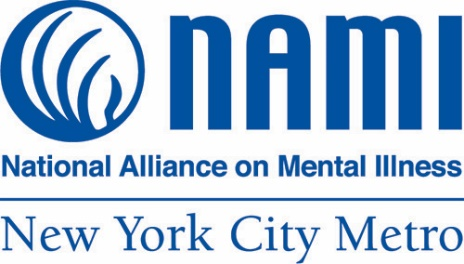 NAMI
National Alliance on Mental Illness
New York City Metro